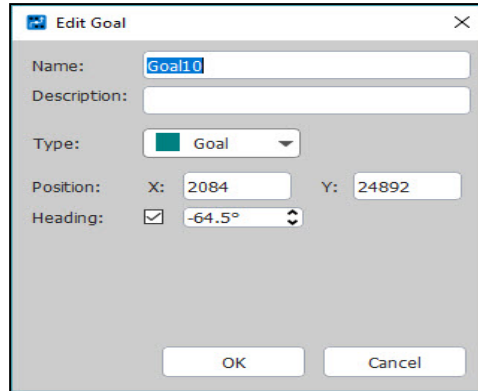 Edit Goal
Name: Goal10
Description:
Type: Goal
Position: X: 2084 Y: 24892
Heading: -64.5°
OK Cancel